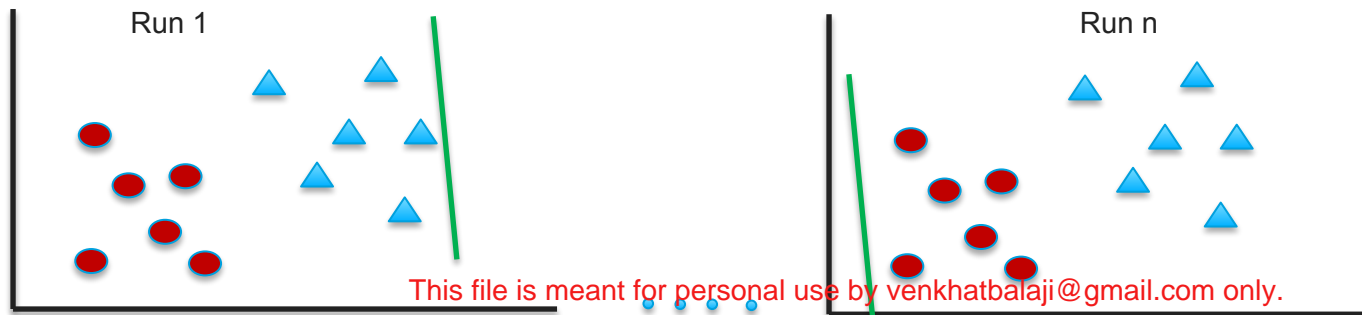 Run 1
Run n
This file is meant for personal use by venkhatbalaji@gmail.com only.